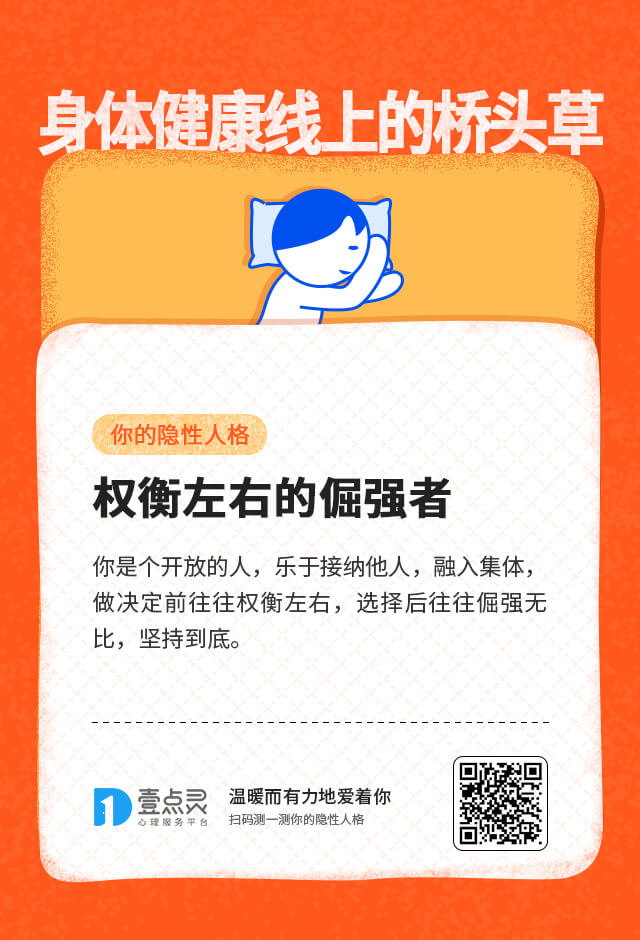 身体健康线上的桥头草
你的隐性人格
权衡左右的倔强者
你是个开放的人，乐于接纳他人，融入集体，
做决定前往往权衡左右，选择后往往倔强无
比，坚持到底。
壹点灵
心理服务平台
温暖而有力地爱着你
扫码测一测你的隐性人格